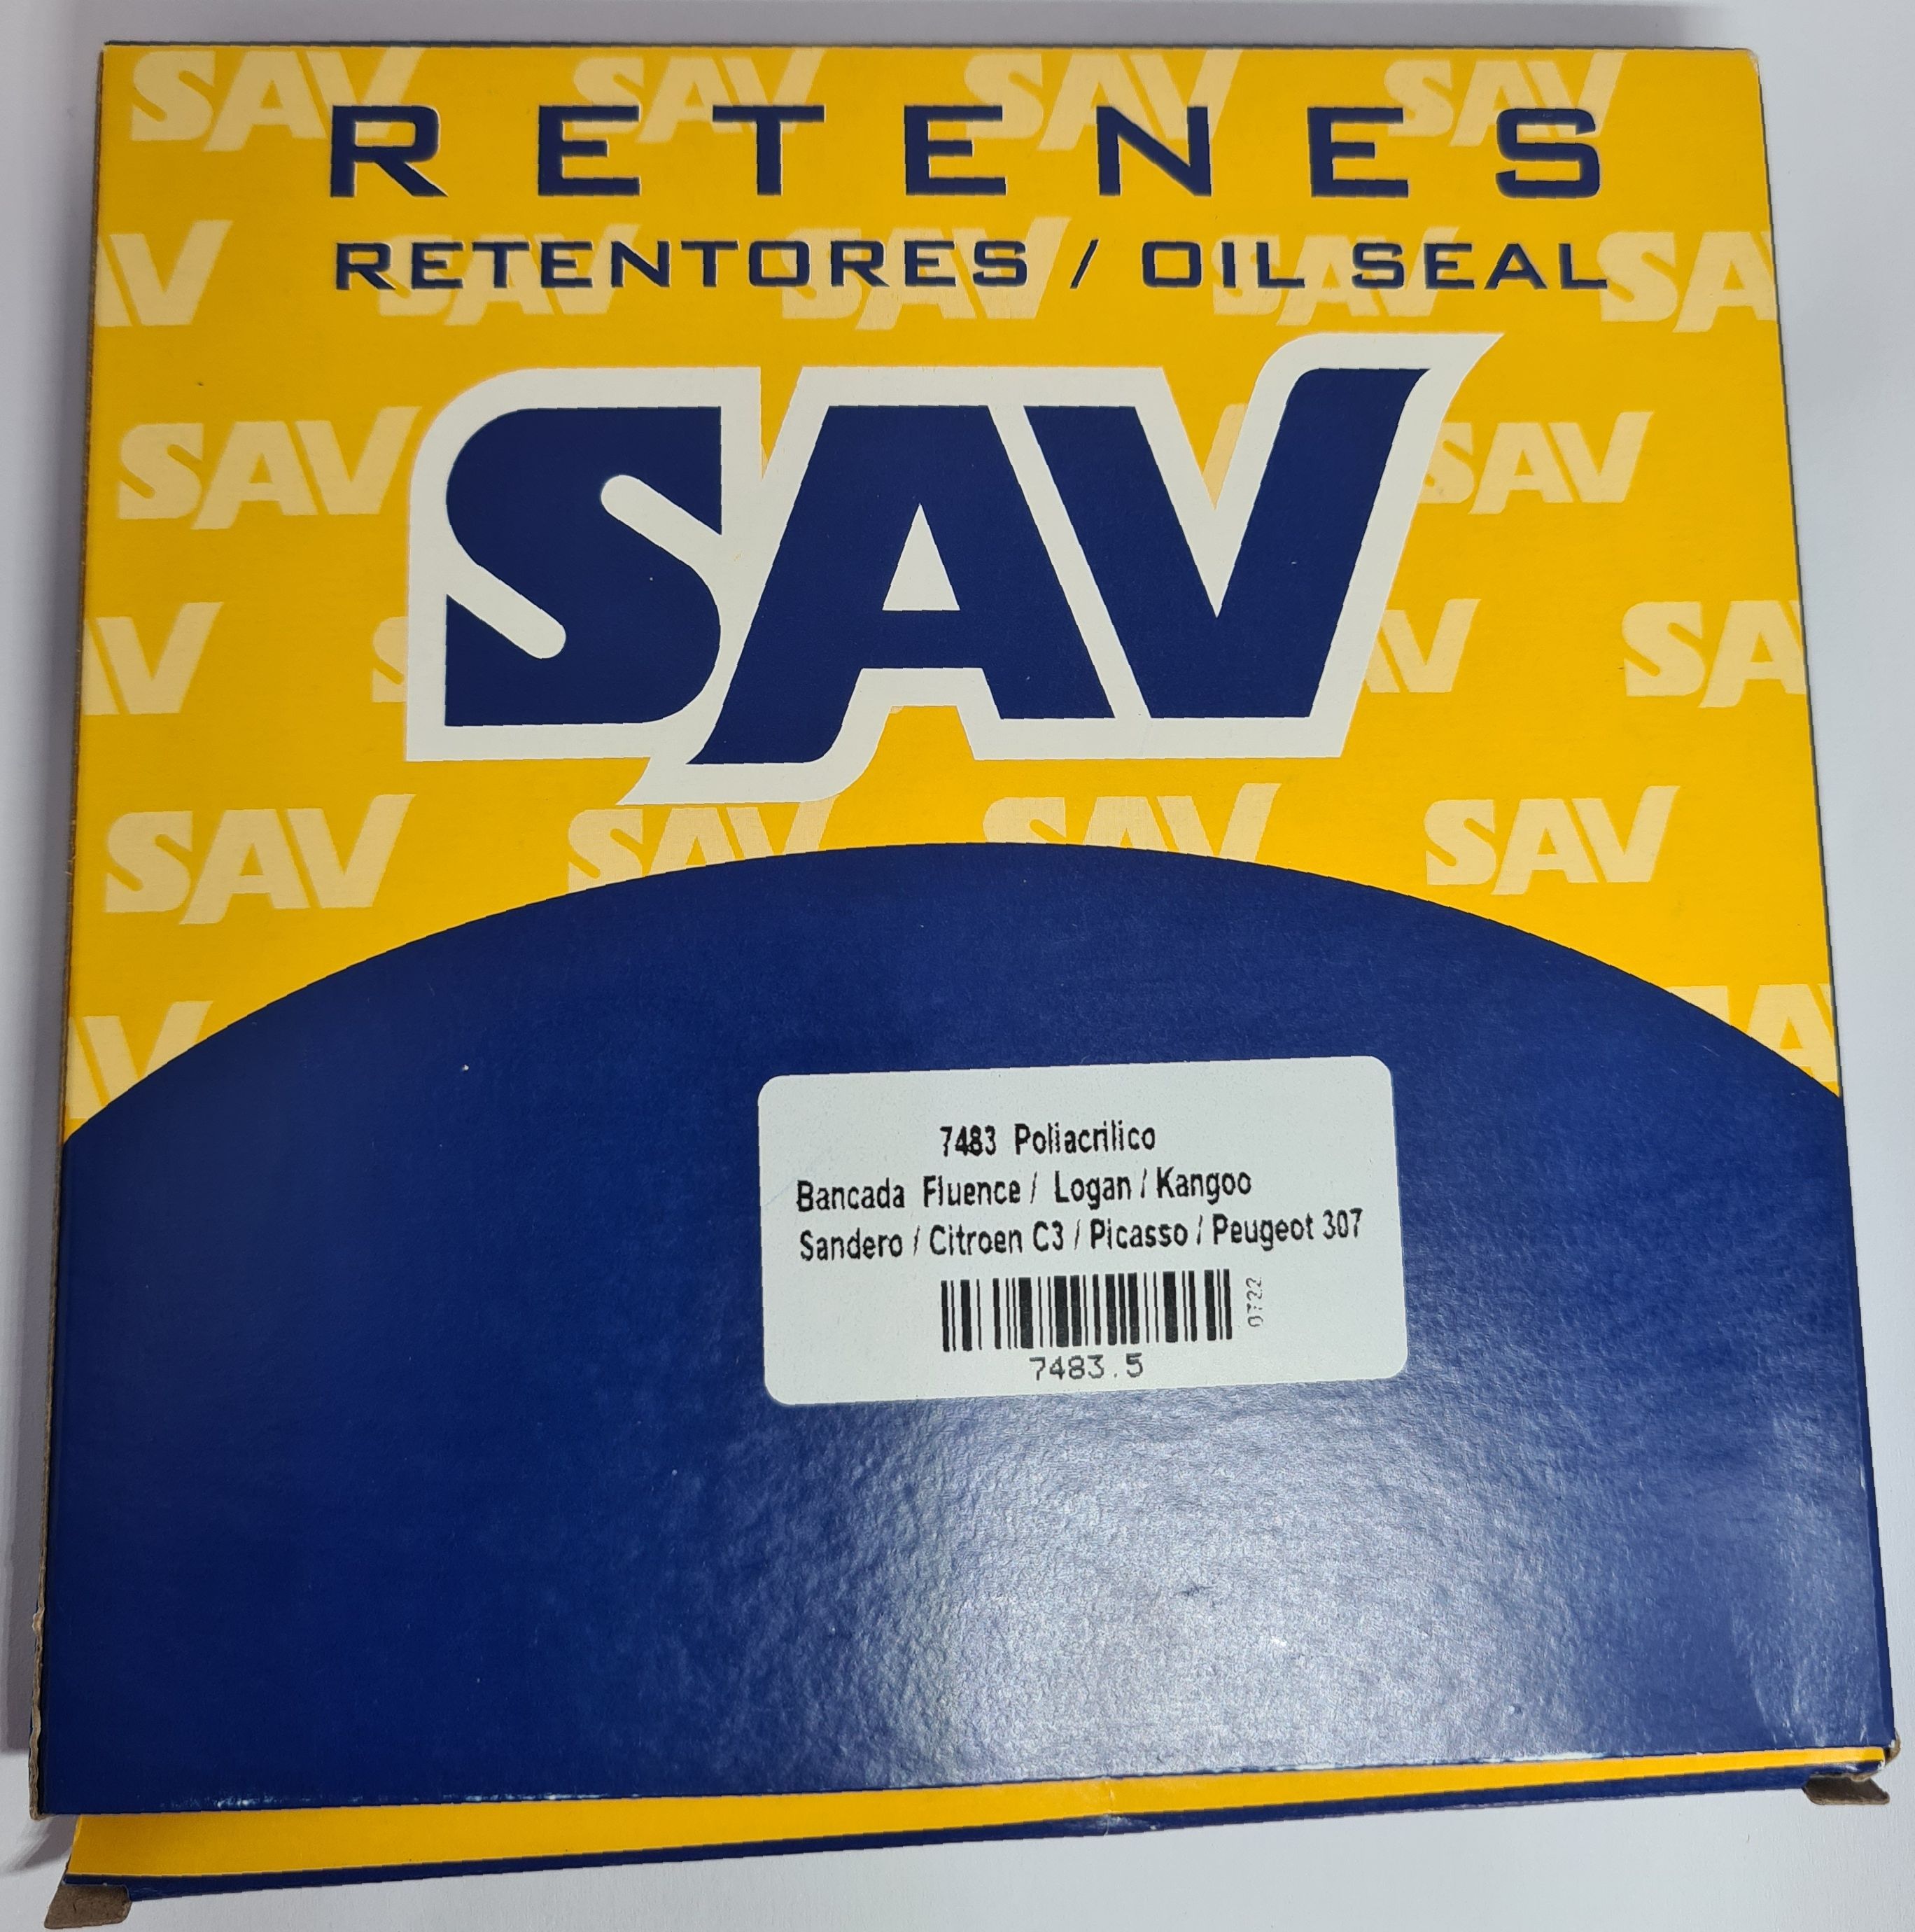 RETENES
RETENTORES / OIL SEAL
SAV
7483 Poliacrilico
Bancada Fluence / Logan / Kangoo
Sandero / Citroen C3 / Picasso / Peugeot 307
0722
7483.5